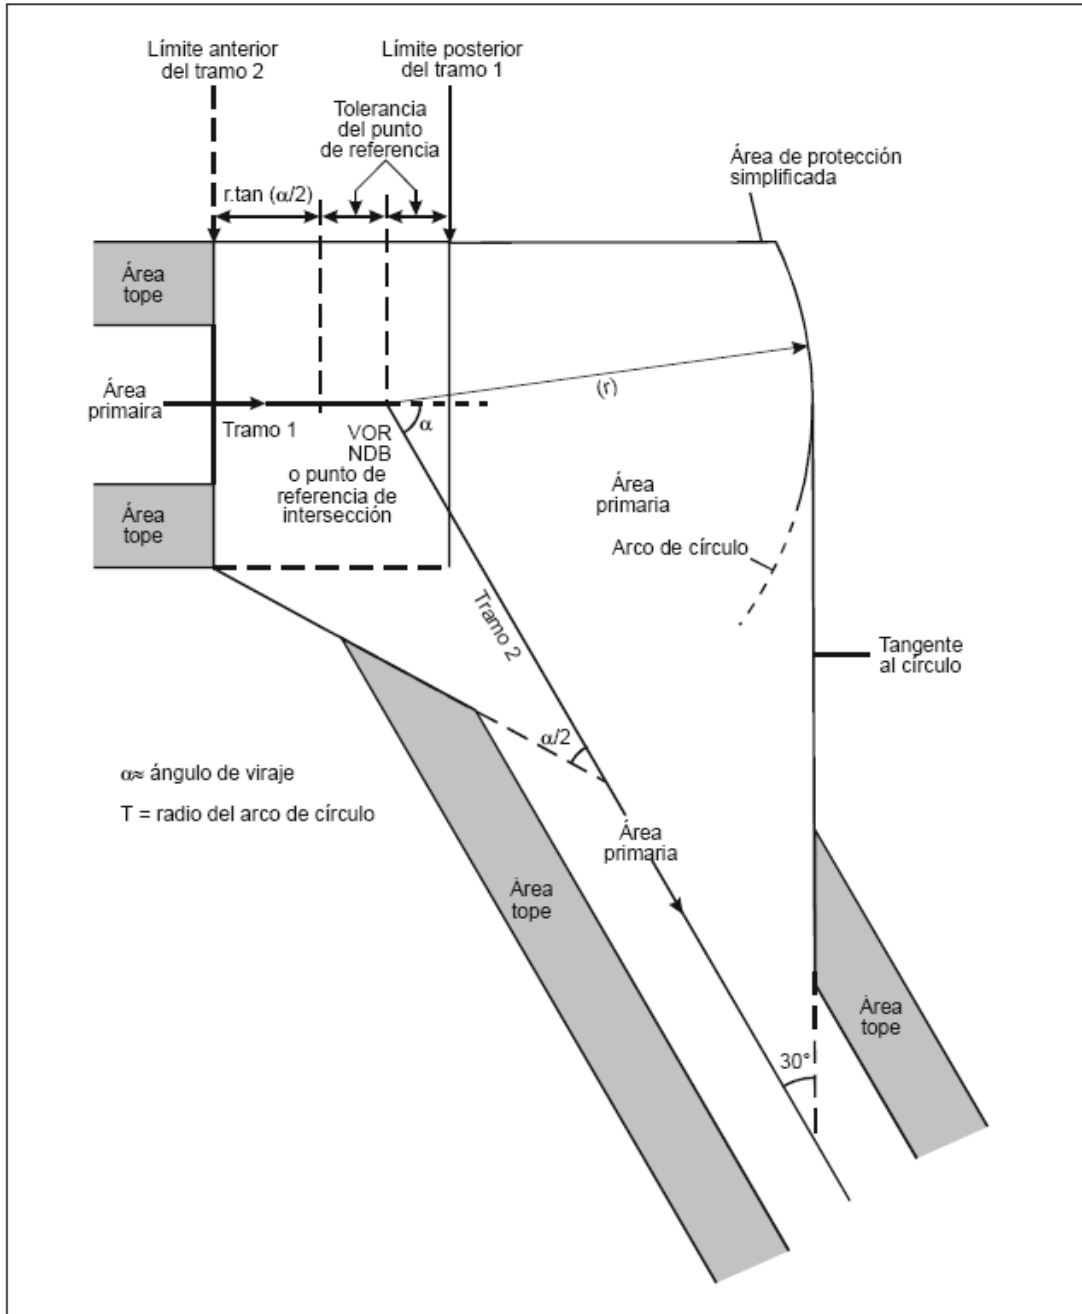 Límite anterior
del tramo 2
Límite posterior
del tramo 1
Tolerancia
del punto
de referencia
Área de protección
simplificada
r.tan (α/2)
Área
tope
Área
primaira
Tramo 1
α
(r)
VOR
NDB
o punto de
referencia de
intersección
Área
tope
Área
primaria
Arco de círculo
Tramo 2
Tangente
al círculo
α/2
α≈ ángulo de viraje
T = radio del arco de círculo
Área
primaria
Área
tope
Área
tope
30°